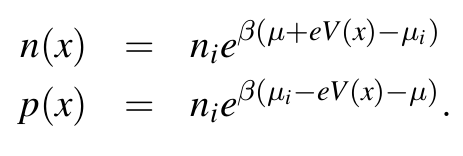 n(x) = n_i e^{β(μ+eV(x)−μ_i)}
p(x) = n_i e^{β(μ_i−eV(x)−μ)}.